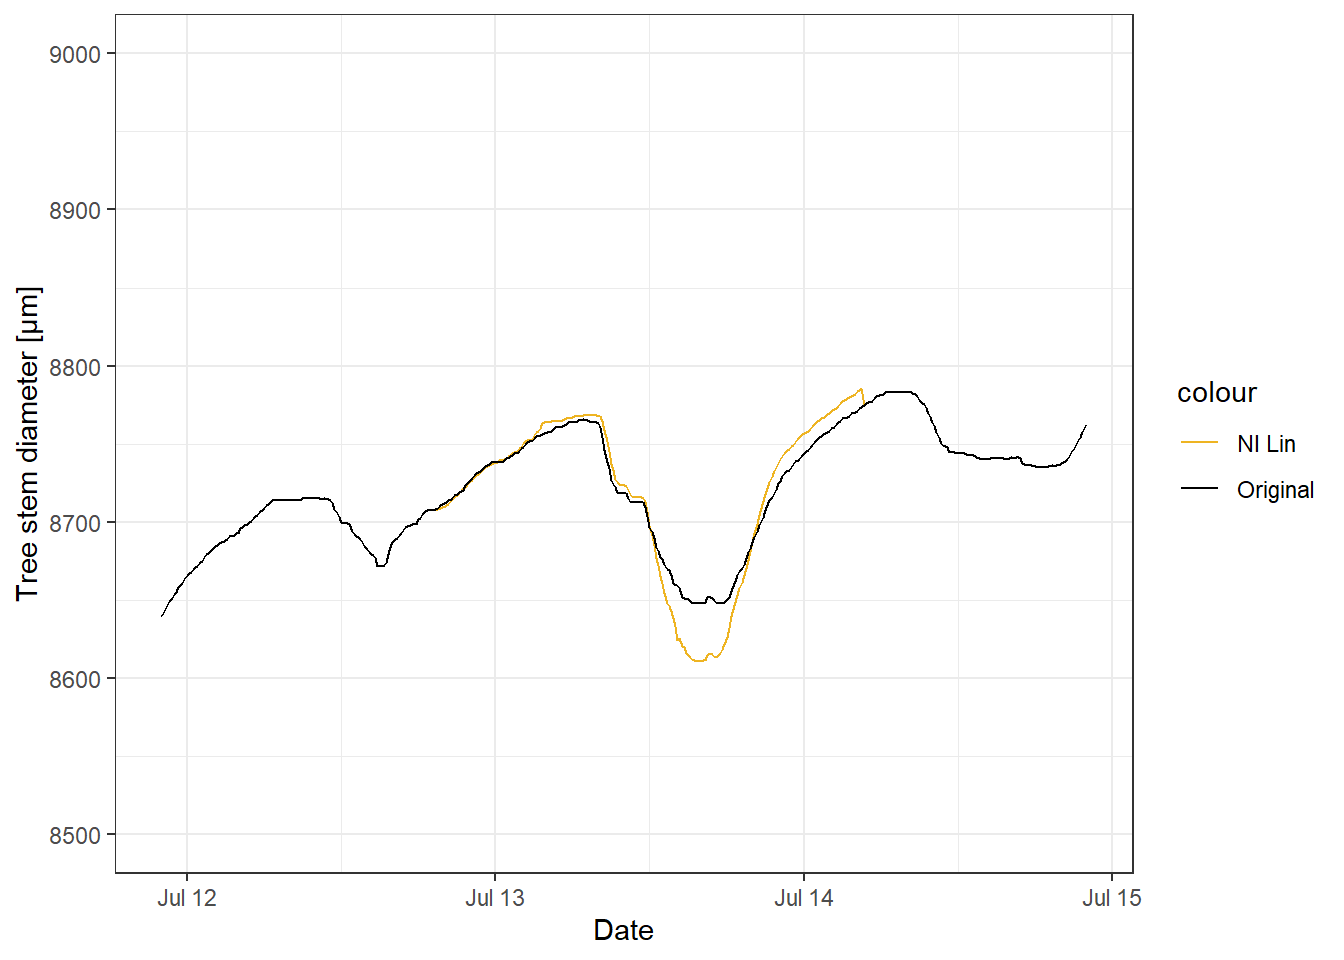 Tree stem diameter [µm]
9000
8900
8800
8700
8600
8500
Jul 12
Jul 13
Jul 14
Jul 15
Date
colour
NI Lin
Original